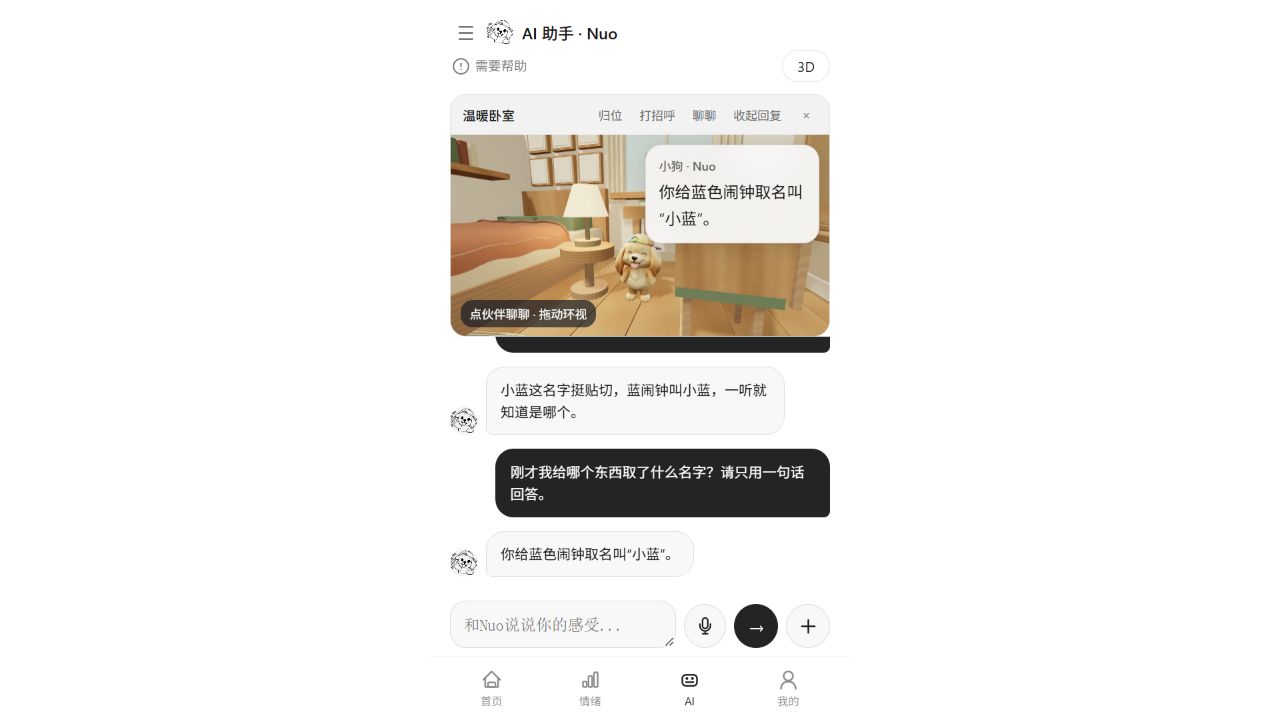 AI 助手 · Nuo
需要帮助
3D
温暖卧室
归位
打招呼
聊聊
收起回复
×
小狗 · Nuo
你给蓝色闹钟取名叫
“小蓝”。
点伙伴聊聊 · 拖动环视
小蓝这名字挺贴切，蓝闹钟叫小蓝，一听就
知道是哪个。
刚才我给哪个东西取了什么名字？请只用一句话
回答。
你给蓝色闹钟取名叫“小蓝”。
和Nuo说说你的感受...
首页
情绪
AI
我的